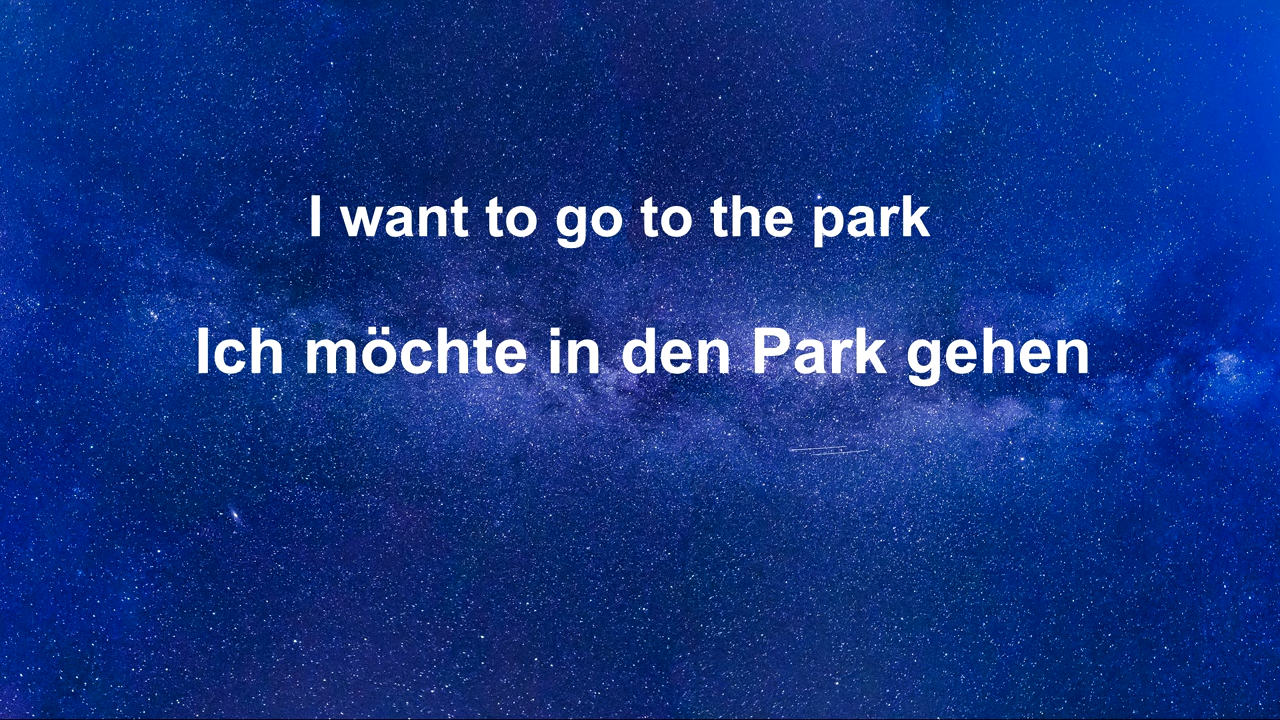 I want to go to the park
Ich möchte in den Park gehen